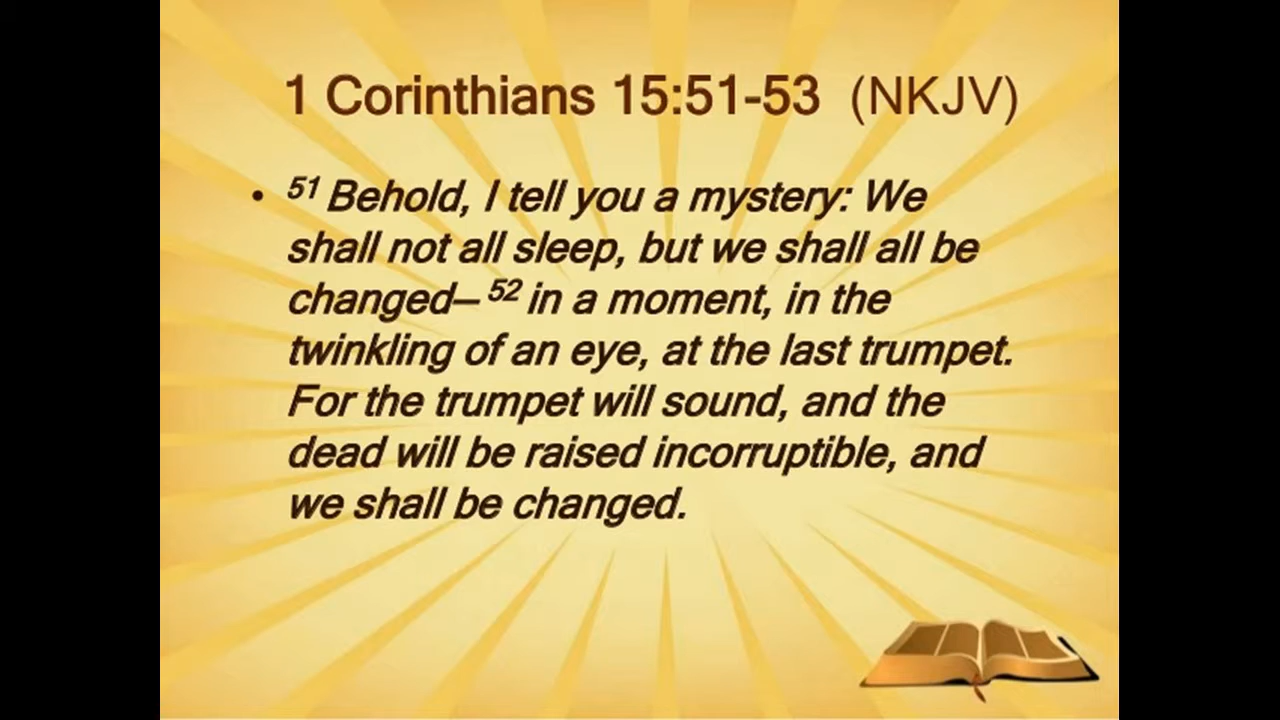 1 Corinthians 15:51-53 (NKJV)
• 51 Behold, I tell you a mystery: We
shall not all sleep, but we shall all be
changed— 52 in a moment, in the
twinkling of an eye, at the last trumpet.
For the trumpet will sound, and the
dead will be raised incorruptible, and
we shall be changed.